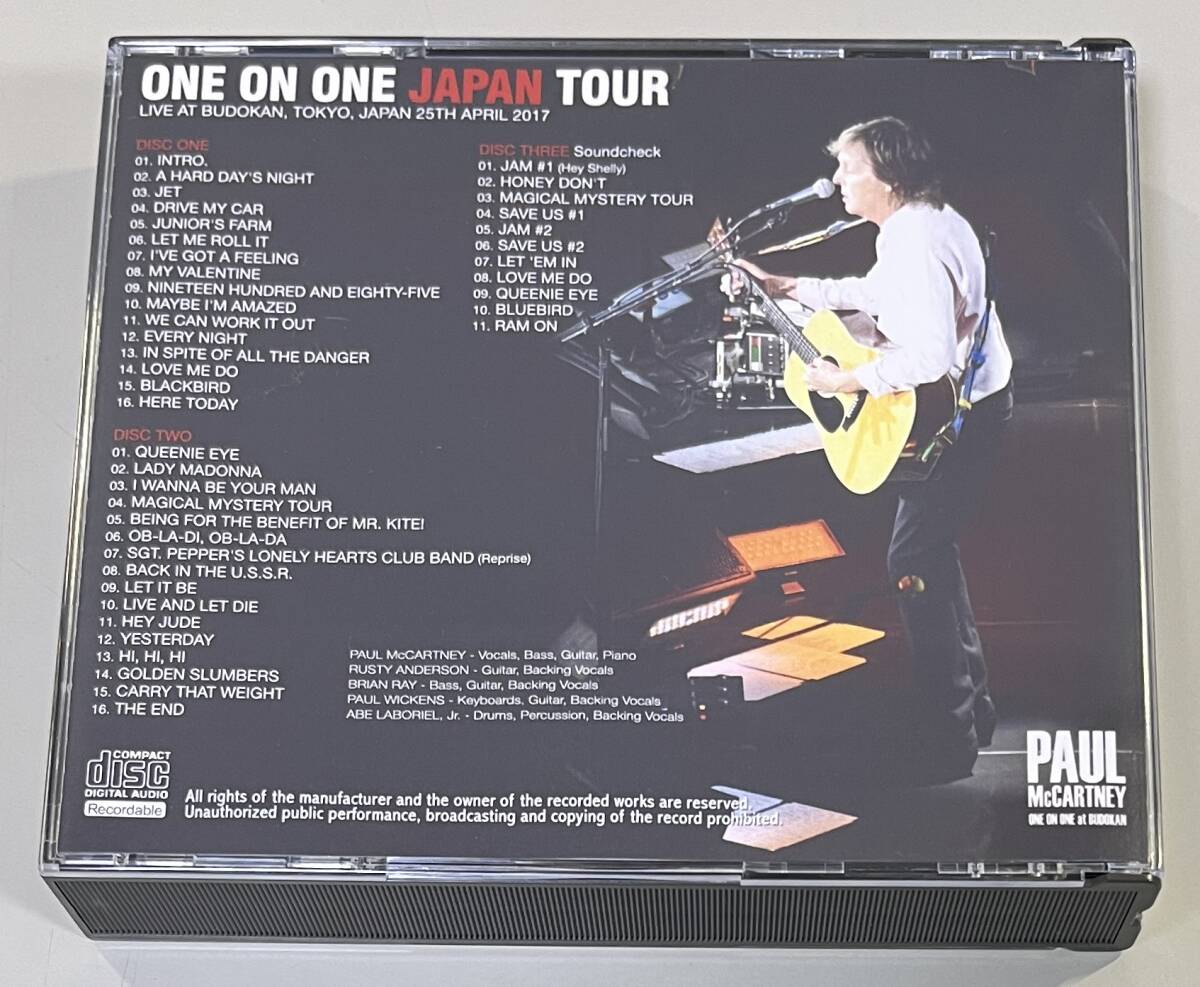 ONE ON ONE JAPAN TOUR
LIVE AT BUDOKAN, TOKYO, JAPAN 25TH APRIL 2017
DISC ONE
01. INTRO.
02. A HARD DAY'S NIGHT
03. JET
04. DRIVE MY CAR
05. JUNIOR'S FARM
06. LET ME ROLL IT
07. I'VE GOT A FEELING
08. MY VALENTINE
09. NINETEEN HUNDRED AND EIGHTY-FIVE
10. MAYBE I'M AMAZED
11. WE CAN WORK IT OUT
12. EVERY NIGHT
13. IN SPITE OF ALL THE DANGER
14. LOVE ME DO
15. BLACKBIRD
16. HERE TODAY
DISC TWO
01. QUEENIE EYE
02. LADY MADONNA
03. I WANNA BE YOUR MAN
04. MAGICAL MYSTERY TOUR
05. BEING FOR THE BENEFIT OF MR. KITE!
06. OB-LA-DI, OB-LA-DA
07. SGT. PEPPER'S LONELY HEARTS CLUB BAND (Reprise)
08. BACK IN THE U.S.S.R.
09. LET IT BE
10. LIVE AND LET DIE
11. HEY JUDE
12. YESTERDAY
13. HI, HI, HI
14. GOLDEN SLUMBERS
15. CARRY THAT WEIGHT
16. THE END
DISC THREE Soundcheck
01. JAM #1 (Hey Shelly)
02. HONEY DON'T
03. MAGICAL MYSTERY TOUR
04. SAVE US #1
05. JAM #2
06. SAVE US #2
07. LET 'EM IN
08. LOVE ME DO
09. QUEENIE EYE
10. BLUEBIRD
11. RAM ON
PAUL McCARTNEY - Vocals, Bass, Guitar, Piano
RUSTY ANDERSON - Guitar, Backing Vocals
BRIAN RAY - Bass, Guitar, Backing Vocals
PAUL WICKENS - Keyboards, Guitar, Backing Vocals
ABE LABORIEL, Jr. - Drums, Percussion, Backing Vocals
COMPACT
disc
DIGITAL AUDIO
Recordable
All rights of the manufacturer and the owner of the recorded works are reserved.
Unauthorized public performance, broadcasting and copying of the record prohibited.
PAUL
McCARTNEY
ONE ON ONE at BUDOKAN